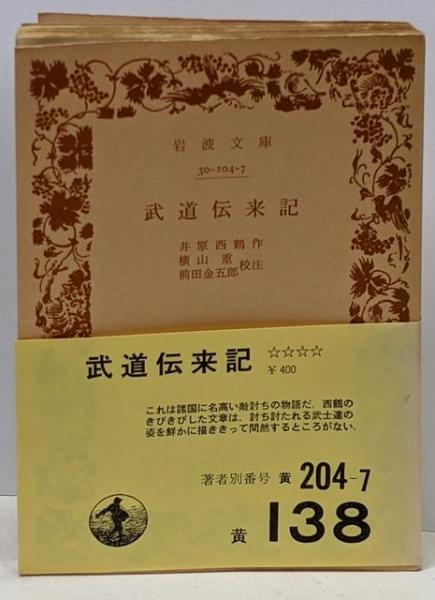 岩波文庫
30-204-7
武道伝来記
井原西鶴作
横山重
前田金五郎校注
武道伝来記 ☆☆☆☆
¥400
これは諸国に名高い敵討ちの物語だ．西鶴の
きびきびした文章は，討ち討たれる武士達の
姿を鮮かに描ききって間然するところがない．
著者別番号 黄 204-7
黄 138